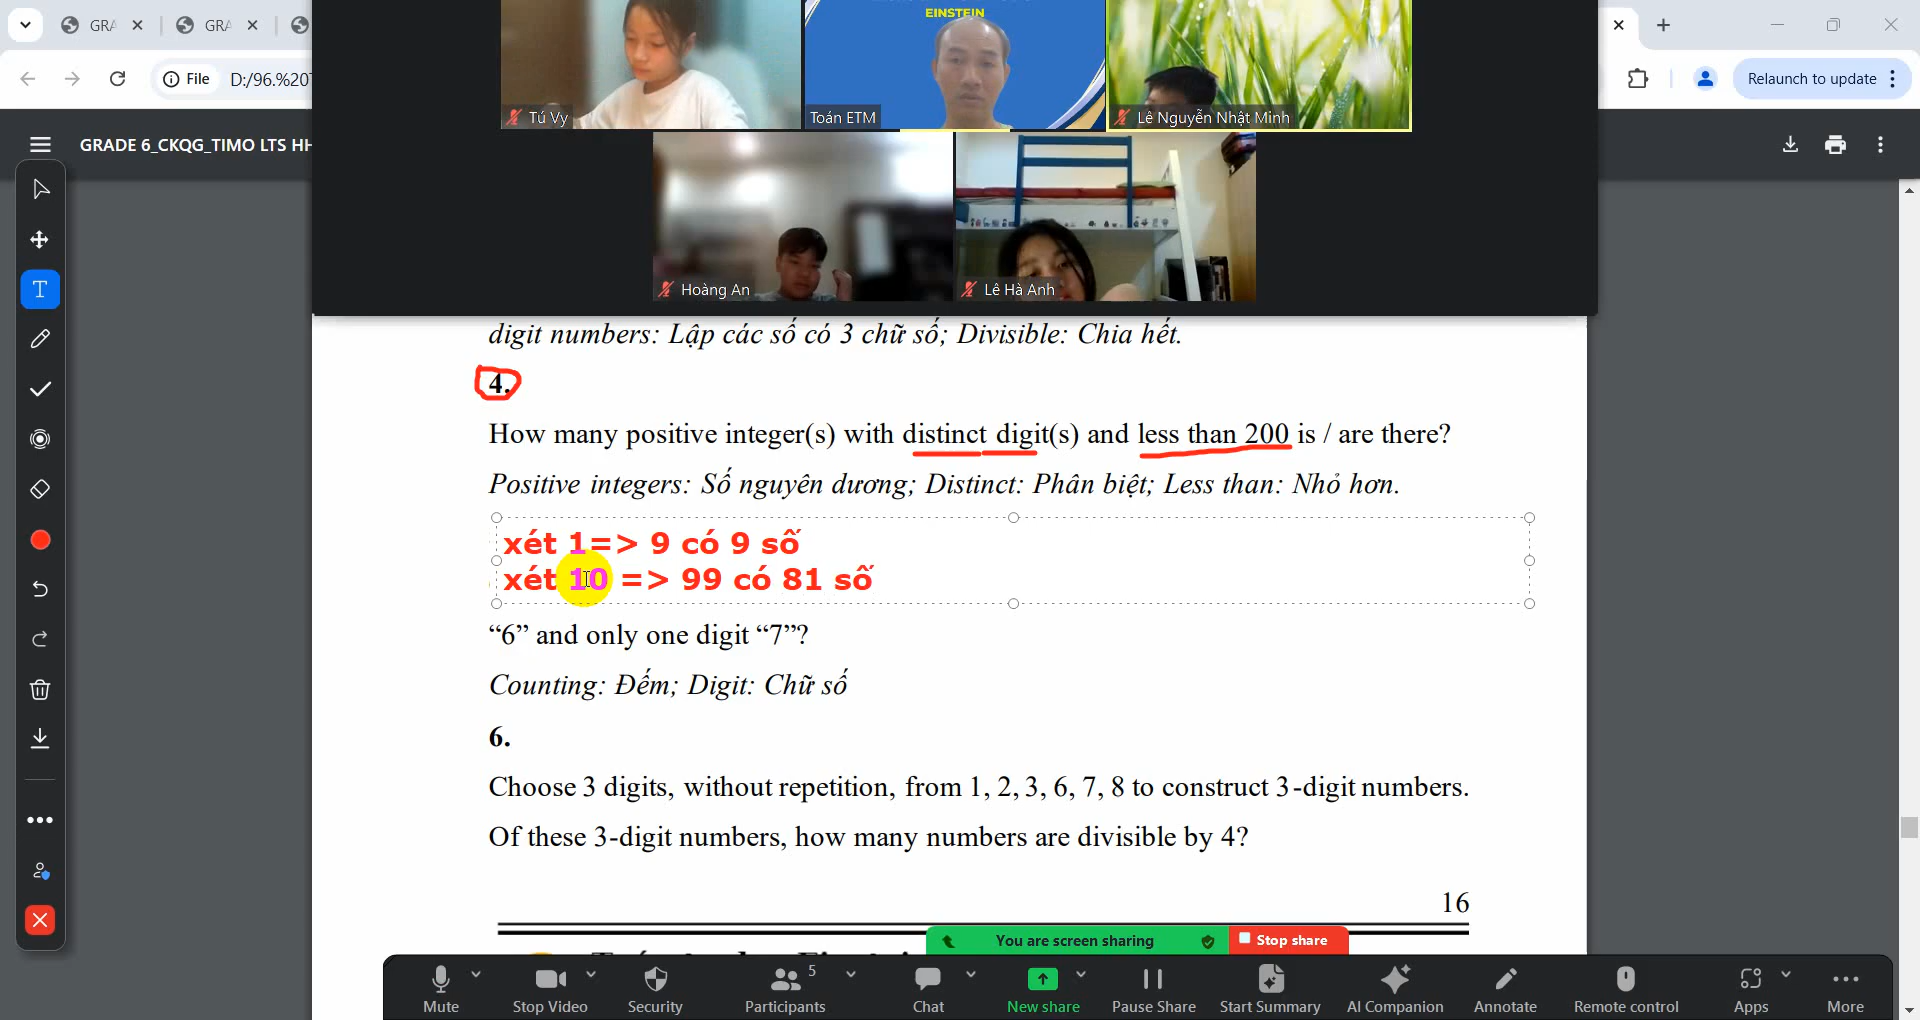 GRA
GRA
File
D:/96.%20
Relaunch to update
GRADE 6_CKQG_TIMO LTS HH
EINSTEIN
Tú Vy
Toán ETM
Lê Nguyễn Nhật Minh
Hoàng An
Lê Hà Anh
digit numbers: Lập các số có 3 chữ số; Divisible: Chia hết.
4.
How many positive integer(s) with distinct digit(s) and less than 200 is / are there?
Positive integers: Số nguyên dương; Distinct: Phân biệt; Less than: Nhỏ hơn.
xét 1=> 9 có 9 số
xét 10 => 99 có 81 số
“6” and only one digit “7”?
Counting: Đếm; Digit: Chữ số
6.
Choose 3 digits, without repetition, from 1, 2, 3, 6, 7, 8 to construct 3-digit numbers.
Of these 3-digit numbers, how many numbers are divisible by 4?
16
You are screen sharing
Stop share
Mute
Stop Video
Security
Participants
5
Chat
New share
Pause Share
Start Summary
AI Companion
Annotate
Remote control
Apps
More